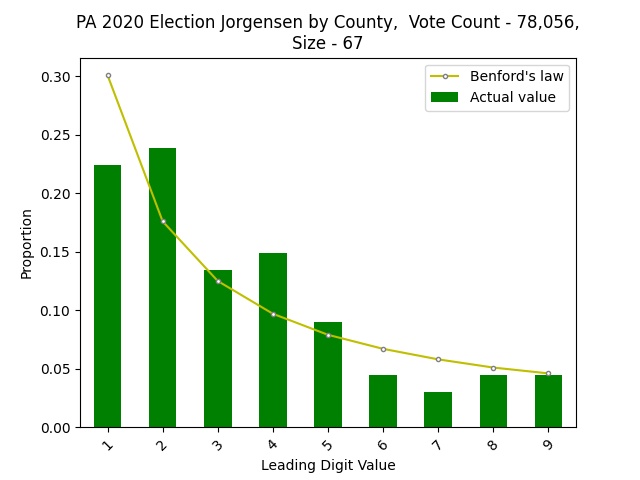 PA 2020 Election Jorgensen by County,  Vote Count - 78,056,
Size - 67
Benford's law
Actual value
0.30
0.25
0.20
0.15
0.10
0.05
0.00
Proportion
1 2 3 4 5 6 7 8 9
Leading Digit Value